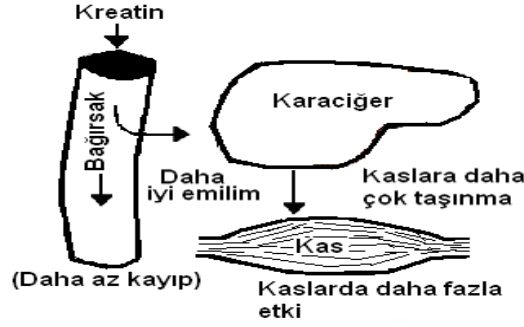 Kreatin
Bağırsak
Karaciğer
Daha
iyi emilim
Kaslara daha
çok taşınma
Kas
(Daha az kayıp)
Kaslarda daha fazla
etki